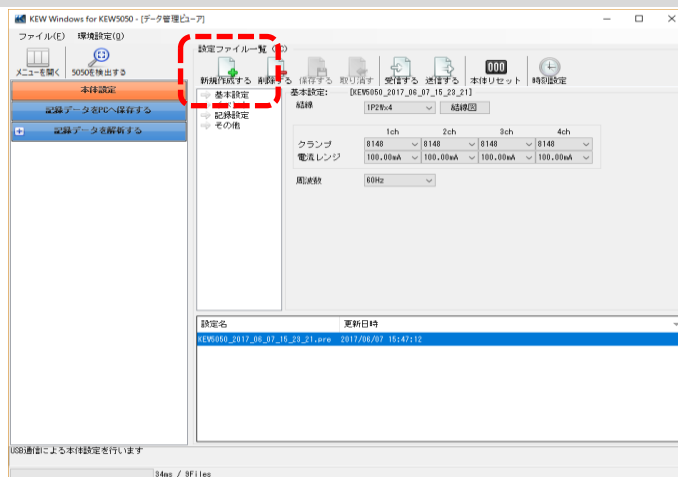 KEW Windows for KEW5050 - [データ管理ビューア]
ファイル(F) 環境設定(O)
メニューを開く 5050を検出する
設定ファイル一覧
新規作成する 削除する 保存する 取り消す 受信する 送信する 本体リセット 時刻設定
本体設定
記録データをPCへ保存する
記録データを解析する
基本設定
記録設定
その他
基本設定: [KEW5050_2017_06_07_15_23_21]
結線 1P2W×4 結線図
1ch 2ch 3ch 4ch
クランプ 8148 8148 8148 8148
電流レンジ 100.00mA 100.00mA 100.00mA 100.00mA
周波数 60Hz
設定名 更新日時
KEW5050_2017_06_07_15_23_21.pre 2017/06/07 15:47:12
USB通信による本体設定を行います
34ms / 9Files